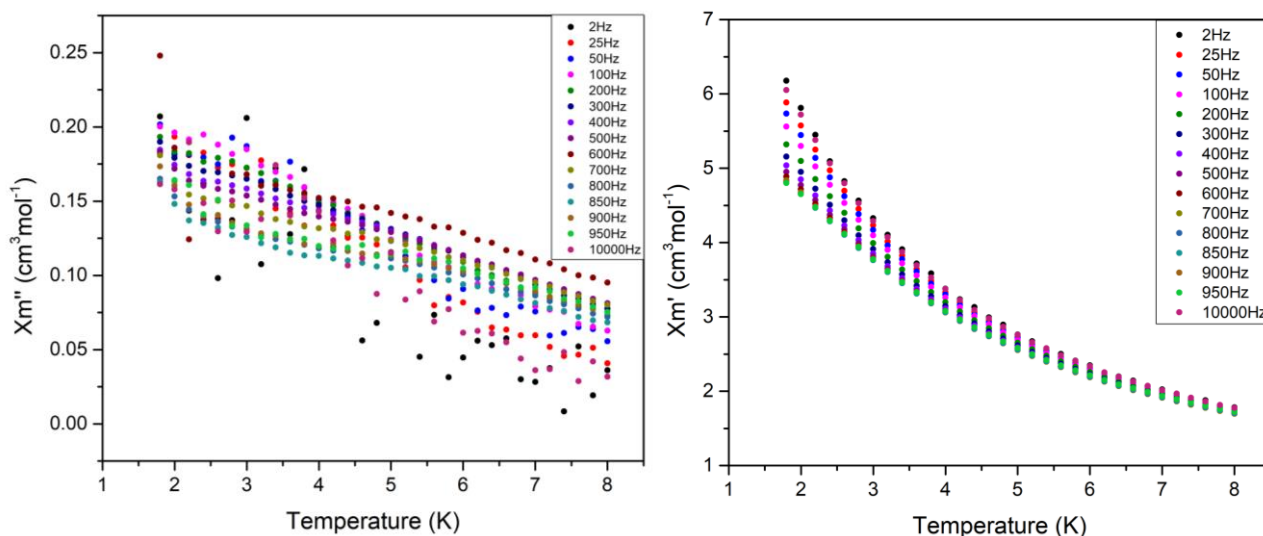 0.25
0.20
0.15
0.10
0.05
0.00
Xm'' (cm³mol⁻¹)
1 2 3 4 5 6 7 8
Temperature (K)
2Hz
25Hz
50Hz
100Hz
200Hz
300Hz
400Hz
500Hz
600Hz
700Hz
800Hz
850Hz
900Hz
950Hz
10000Hz
7
6
5
4
3
2
1
Xm' (cm³mol⁻¹)
1 2 3 4 5 6 7 8
Temperature (K)
2Hz
25Hz
50Hz
100Hz
200Hz
300Hz
400Hz
500Hz
600Hz
700Hz
800Hz
850Hz
900Hz
950Hz
10000Hz